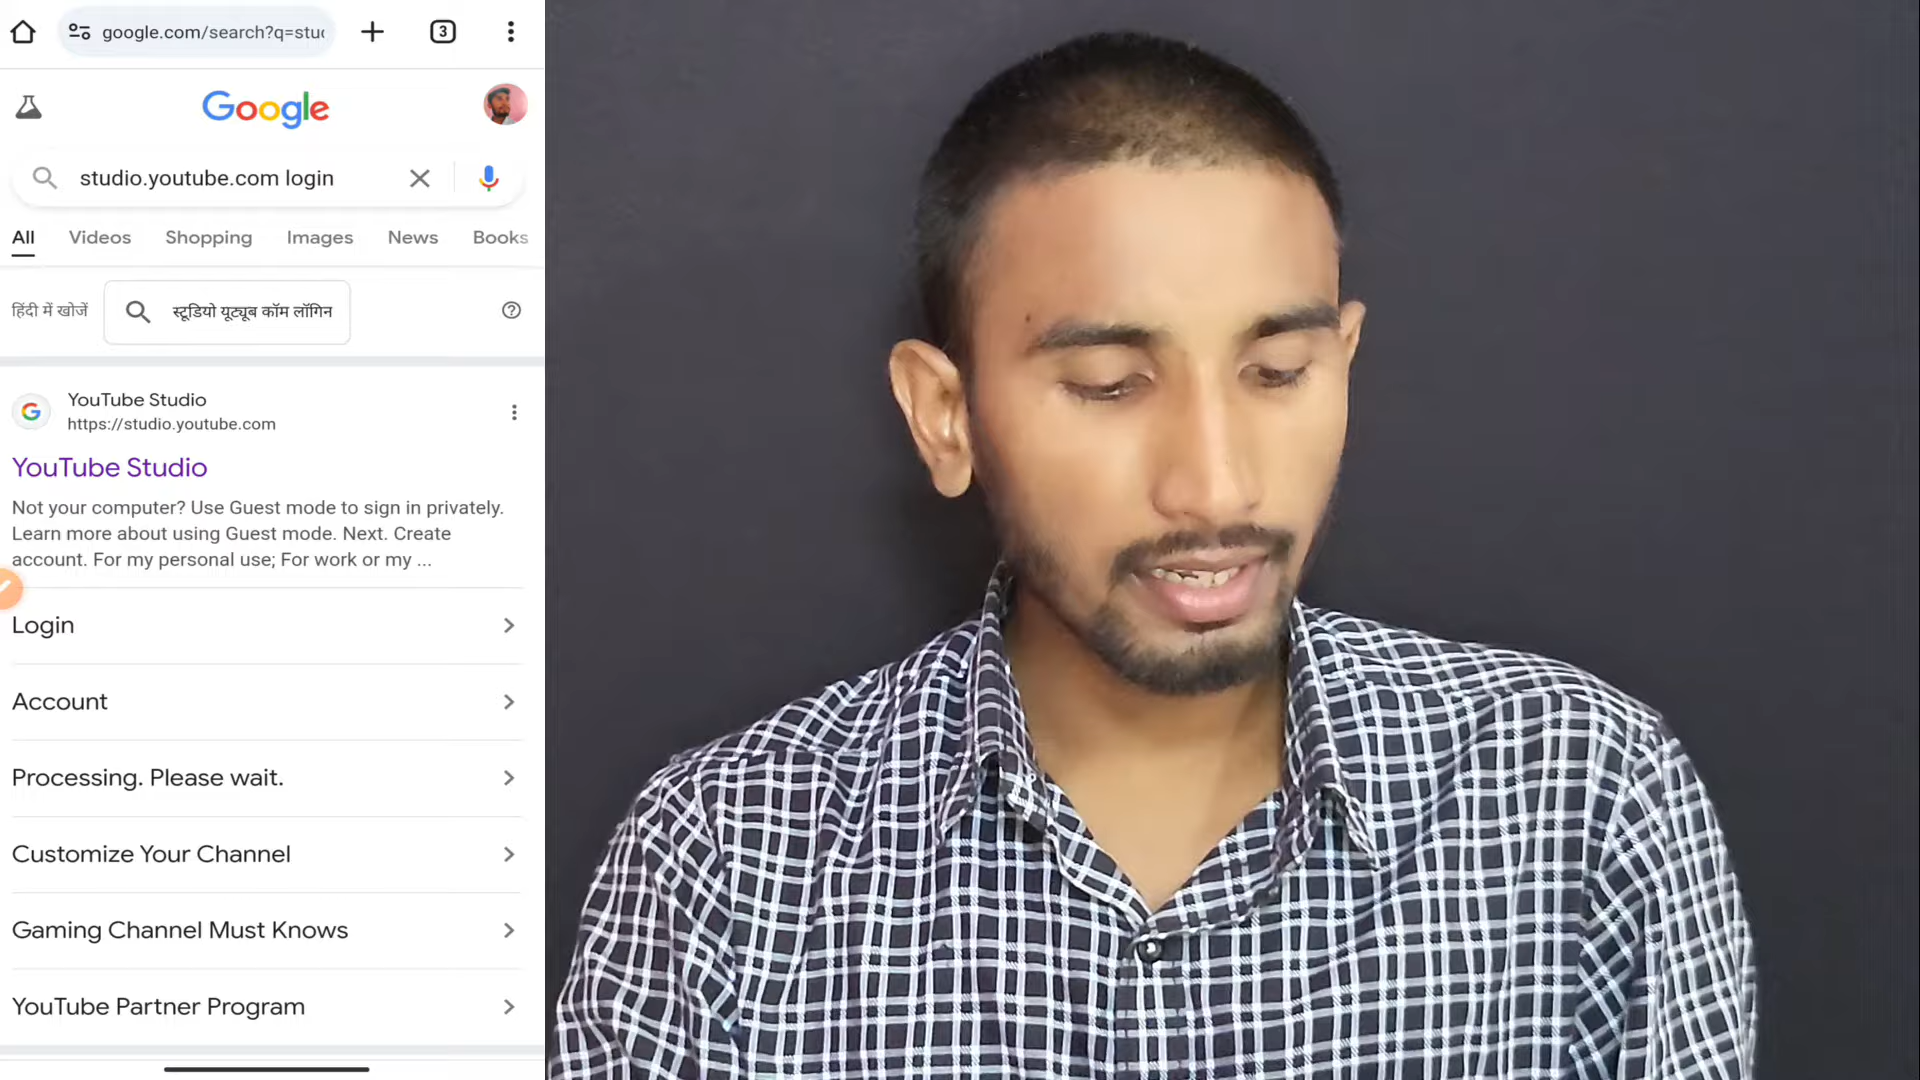 google.com/search?q=stu
3
Google
studio.youtube.com login
All Videos Shopping Images News Books
हिंदी में खोजें
स्टूडियो यूट्यूब कॉम लॉगिन
YouTube Studio
https://studio.youtube.com
YouTube Studio
Not your computer? Use Guest mode to sign in privately.
Learn more about using Guest mode. Next. Create
account. For my personal use; For work or my ...
Login
Account
Processing. Please wait.
Customize Your Channel
Gaming Channel Must Knows
YouTube Partner Program